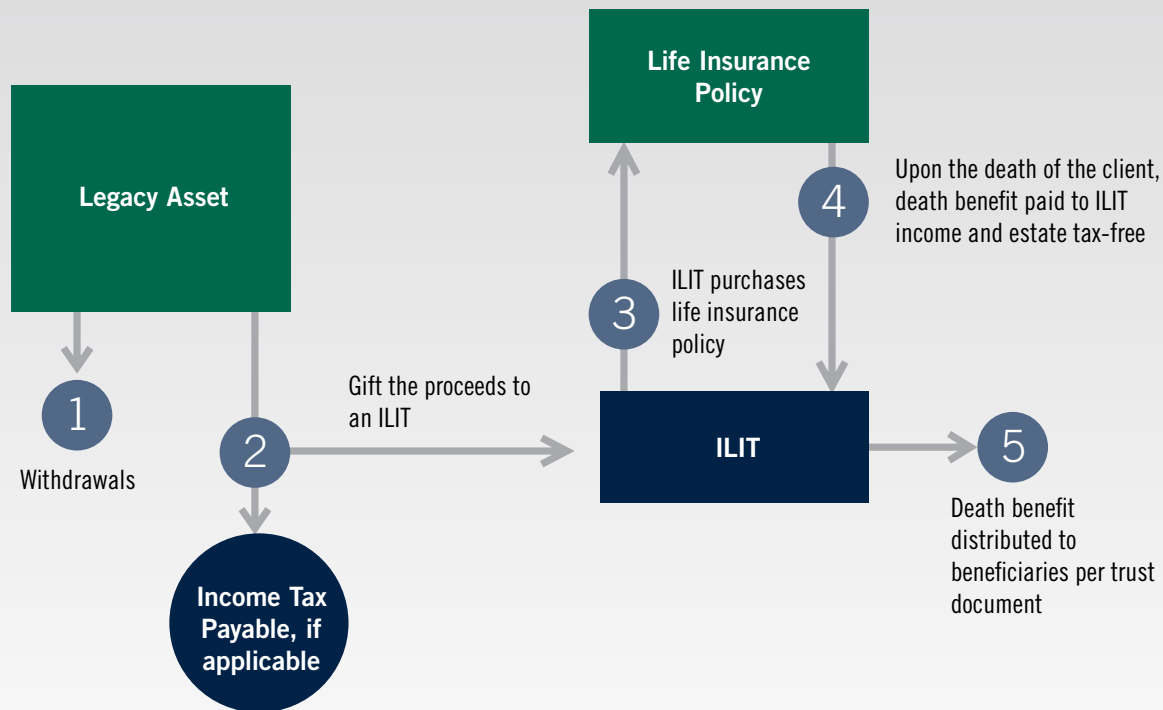 Legacy Asset
1
Withdrawals
2
Gift the proceeds to
an ILIT
Income Tax
Payable, if
applicable
Life Insurance
Policy
3
ILIT purchases
life insurance
policy
4
Upon the death of the client,
death benefit paid to ILIT
income and estate tax-free
ILIT
5
Death benefit
distributed to
beneficiaries per trust
document